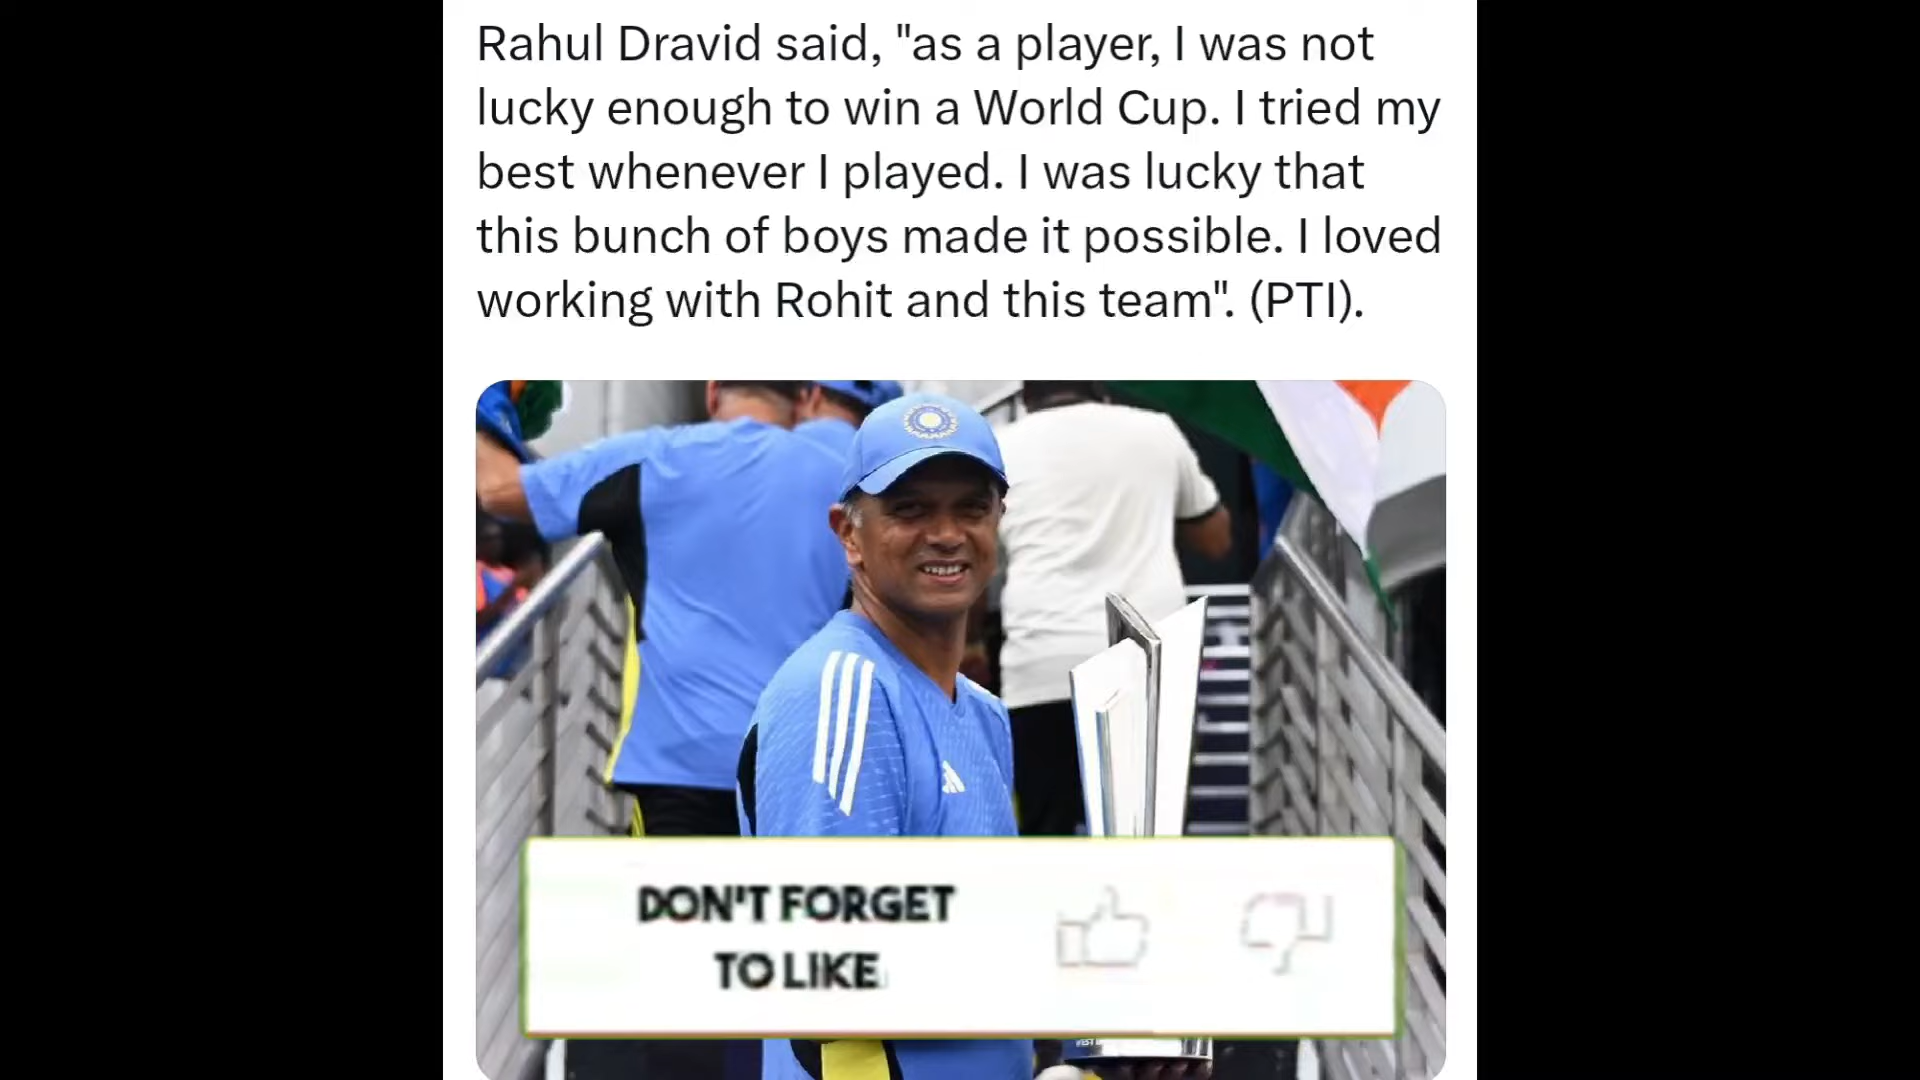 Rahul Dravid said, "as a player, I was not
lucky enough to win a World Cup. I tried my
best whenever I played. I was lucky that
this bunch of boys made it possible. I loved
working with Rohit and this team". (PTI).
DON'T FORGET
TO LIKE